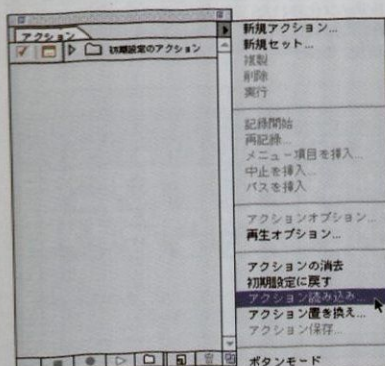 アクション
初期設定のアクション
新規アクション...
新規セット...
複製
削除
実行
記録開始
再記録...
メニュー項目を挿入...
中止を挿入...
パスを挿入
アクションオプション...
再生オプション...
アクションの消去
初期設定に戻す
アクション読み込み...
アクション置き換え...
アクション保存...
ボタンモード